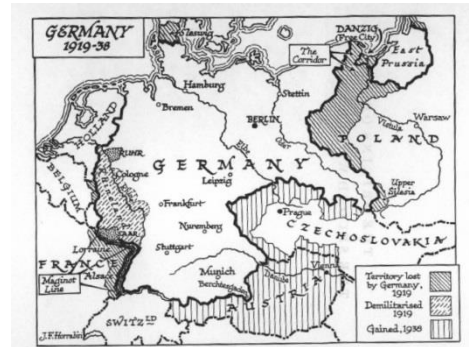 GERMANY
1919-38
DANZIG
(Free City)
The
Corridor
East
Prussia
Hamburg
Stettin
Bremen
BERLIN
Elbe
Oder
Vistula
Warsaw
POLAND
HOLLAND
RUHR
Cologne
BELGIUM
GERMANY
Leipzig
Upper
Silesia
Frankfurt
SAAR
Prague
Nuremberg
CZECHOSLOVAKIA
Lorraine
Stuttgart
FRANCE
Alsace
Maginot
Line
Munich
Berchtesgaden
Danube
Vienna
AUSTRIA
SWITZLD
J.F. Horrabin
Territory lost
by Germany,
1919
Demilitarised
1919
Gained, 1938